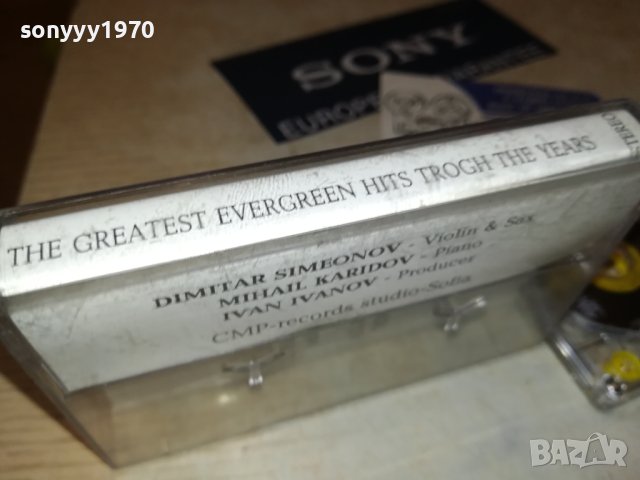 sonyyy1970
SONY
THE GREATEST EVERGREEN HITS TROGH THE YEARS
DIMITAR SIMEONOV - Violin & Sax
MIHAIL KARIDOV - Piano
IVAN IVANOV - Producer
CMP-records studio-Sofia
BAZAR